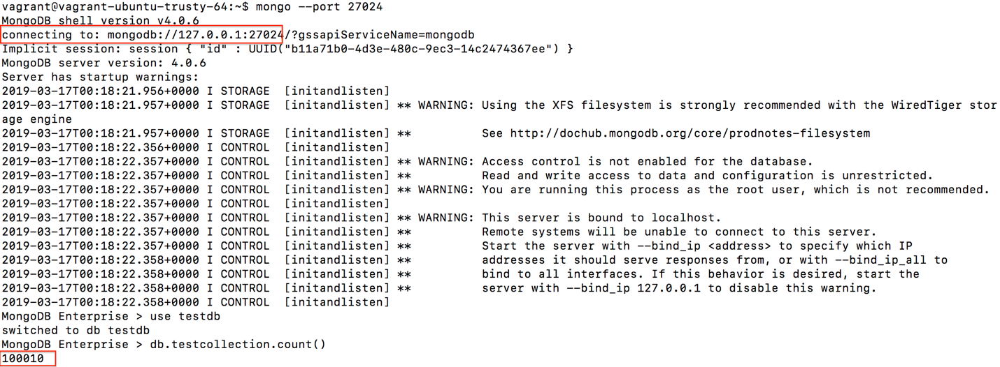 vagrant@vagrant-ubuntu-trusty-64:~$ mongo --port 27024
MongoDB shell version v4.0.6
connecting to: mongodb://127.0.0.1:27024/?gssapiServiceName=mongodb
Implicit session: session { "id" : UUID("b11a71b0-4d3e-480c-9ec3-14c2474367ee") }
MongoDB server version: 4.0.6
Server has startup warnings:
2019-03-17T00:18:21.956+0000 I STORAGE  [initandlisten]
2019-03-17T00:18:21.957+0000 I STORAGE  [initandlisten] ** WARNING: Using the XFS filesystem is strongly recommended with the WiredTiger stor
age engine
2019-03-17T00:18:21.957+0000 I STORAGE  [initandlisten] **          See http://dochub.mongodb.org/core/prodnotes-filesystem
2019-03-17T00:18:22.356+0000 I CONTROL  [initandlisten]
2019-03-17T00:18:22.357+0000 I CONTROL  [initandlisten] ** WARNING: Access control is not enabled for the database.
2019-03-17T00:18:22.357+0000 I CONTROL  [initandlisten] **          Read and write access to data and configuration is unrestricted.
2019-03-17T00:18:22.357+0000 I CONTROL  [initandlisten] ** WARNING: You are running this process as the root user, which is not recommended.
2019-03-17T00:18:22.357+0000 I CONTROL  [initandlisten]
2019-03-17T00:18:22.357+0000 I CONTROL  [initandlisten] ** WARNING: This server is bound to localhost.
2019-03-17T00:18:22.357+0000 I CONTROL  [initandlisten] **          Remote systems will be unable to connect to this server.
2019-03-17T00:18:22.357+0000 I CONTROL  [initandlisten] **          Start the server with --bind_ip <address> to specify which IP
2019-03-17T00:18:22.358+0000 I CONTROL  [initandlisten] **          addresses it should serve responses from, or with --bind_ip_all to
2019-03-17T00:18:22.358+0000 I CONTROL  [initandlisten] **          bind to all interfaces. If this behavior is desired, start the
2019-03-17T00:18:22.358+0000 I CONTROL  [initandlisten] **          server with --bind_ip 127.0.0.1 to disable this warning.
2019-03-17T00:18:22.358+0000 I CONTROL  [initandlisten]
MongoDB Enterprise > use testdb
switched to db testdb
MongoDB Enterprise > db.testcollection.count()
100010